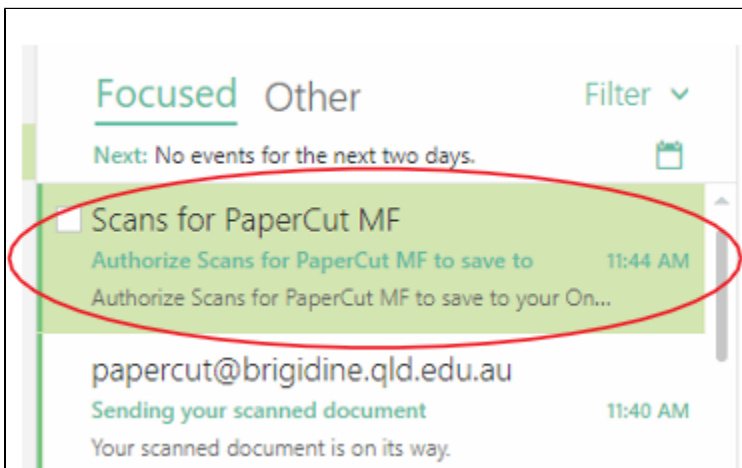 Focused Other Filter
Next: No events for the next two days.
Scans for PaperCut MF
Authorize Scans for PaperCut MF to save to 11:44 AM
Authorize Scans for PaperCut MF to save to your On...
papercut@brigidine.qld.edu.au
Sending your scanned document 11:40 AM
Your scanned document is on its way.